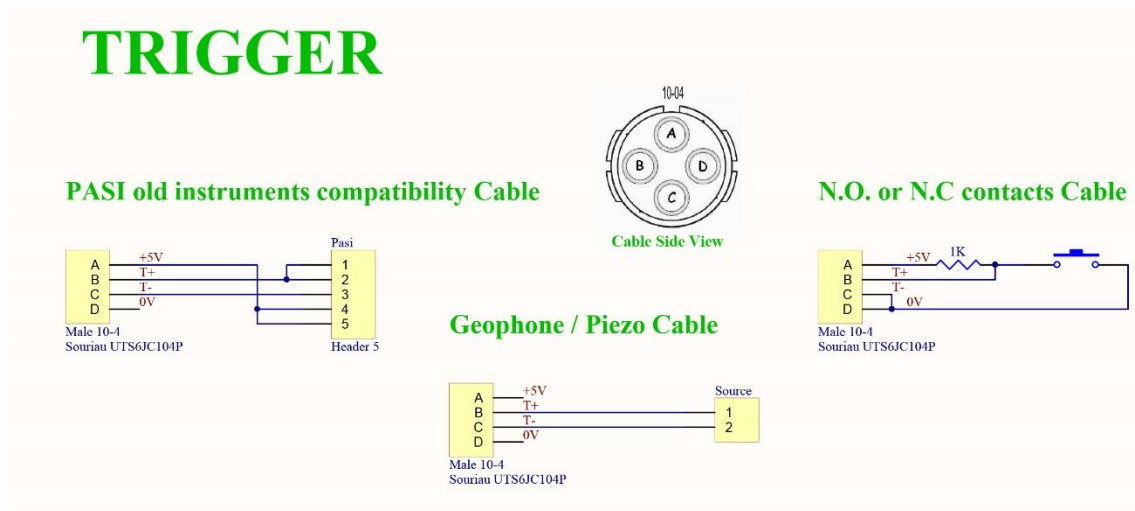 TRIGGER
10-04
A
B
D
C
Cable Side View
PASI old instruments compatibility Cable
Pasi
A
B
C
D
+5V
T+
T-
0V
1
2
3
4
5
Male 10-4
Souriau UTS6JC104P
Header 5
N.O. or N.C contacts Cable
A
B
C
D
+5V
1K
T+
T-
0V
Male 10-4
Souriau UTS6JC104P
Geophone / Piezo Cable
Source
A
B
C
D
+5V
T+
T-
0V
1
2
Male 10-4
Souriau UTS6JC104P